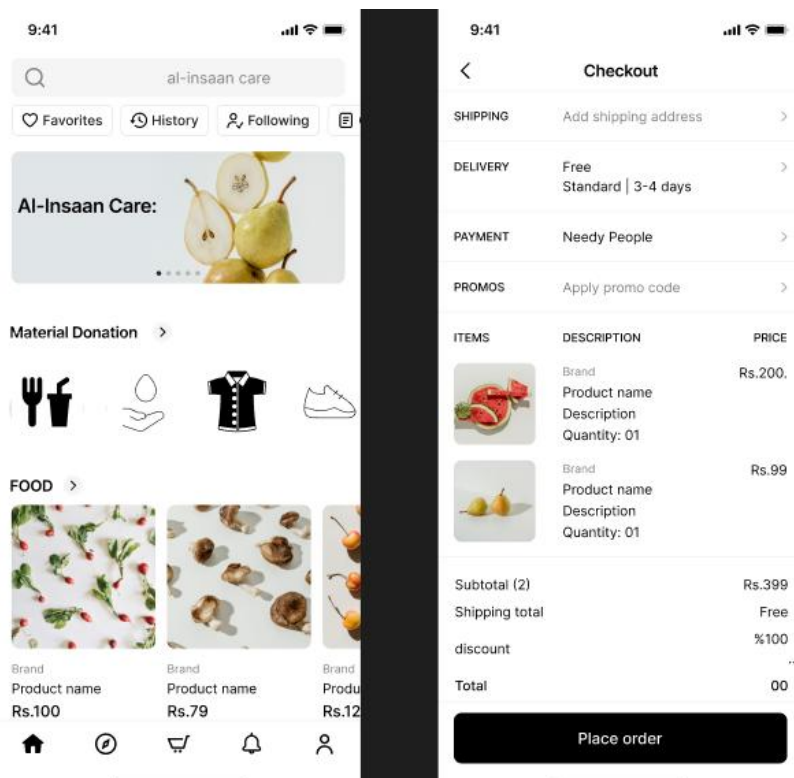 9:41
al-insaan care
Favorites
History
Following
Al-Insaan Care:
Material Donation >
FOOD >
Brand
Product name
Rs.100
Brand
Product name
Rs.79
Brand
Produ
Rs.12
9:41
Checkout
SHIPPING Add shipping address
DELIVERY Free
Standard | 3-4 days
PAYMENT Needy People
PROMOS Apply promo code
ITEMS DESCRIPTION PRICE
Brand Rs.200.
Product name
Description
Quantity: 01
Brand Rs.99
Product name
Description
Quantity: 01
Subtotal (2) Rs.399
Shipping total Free
discount %100
Total 00
Place order